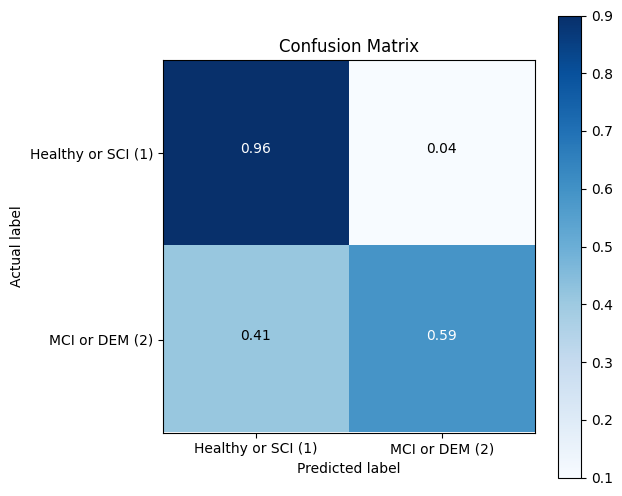 Confusion Matrix
Actual label
Healthy or SCI (1)
0.96
0.04
MCI or DEM (2)
0.41
0.59
Healthy or SCI (1)
MCI or DEM (2)
Predicted label
0.9
0.8
0.7
0.6
0.5
0.4
0.3
0.2
0.1